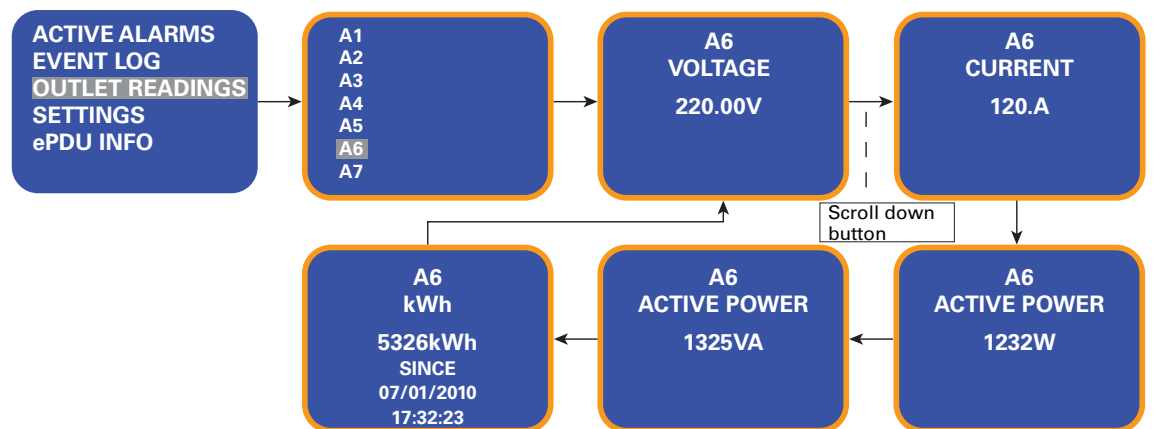 ACTIVE ALARMS
EVENT LOG
OUTLET READINGS
SETTINGS
ePDU INFO
A1
A2
A3
A4
A5
A6
A7
A6
VOLTAGE
220.00V
A6
CURRENT
120.A
Scroll down
button
A6
kWh
5326kWh
SINCE
07/01/2010
17:32:23
A6
ACTIVE POWER
1325VA
A6
ACTIVE POWER
1232W